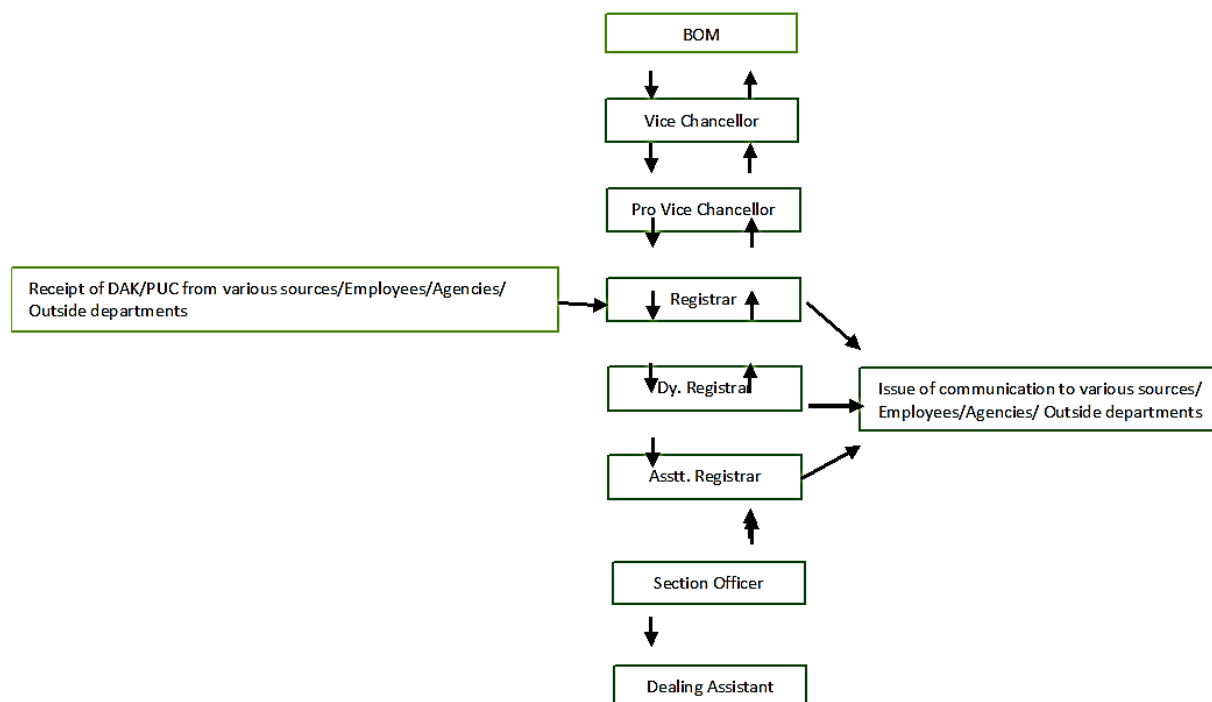 BOM
Vice Chancellor
Pro Vice Chancellor
Receipt of DAK/PUC from various sources/Employees/Agencies/
Outside departments
Registrar
Dy. Registrar
Issue of communication to various sources/
Employees/Agencies/ Outside departments
Asstt. Registrar
Section Officer
Dealing Assistant